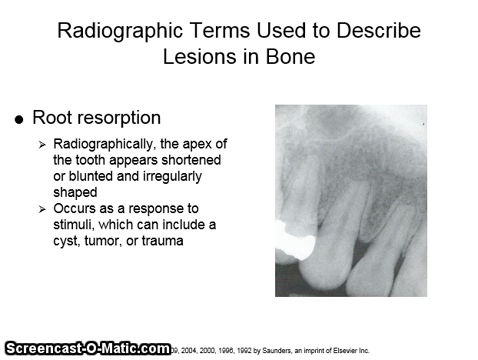 Radiographic Terms Used to Describe
Lesions in Bone
● Root resorption
➢ Radiographically, the apex of
the tooth appears shortened
or blunted and irregularly
shaped
➢ Occurs as a response to
stimuli, which can include a
cyst, tumor, or trauma
Screencast-O-Matic.com 09, 2004, 2000, 1996, 1992 by Saunders, an imprint of Elsevier Inc.